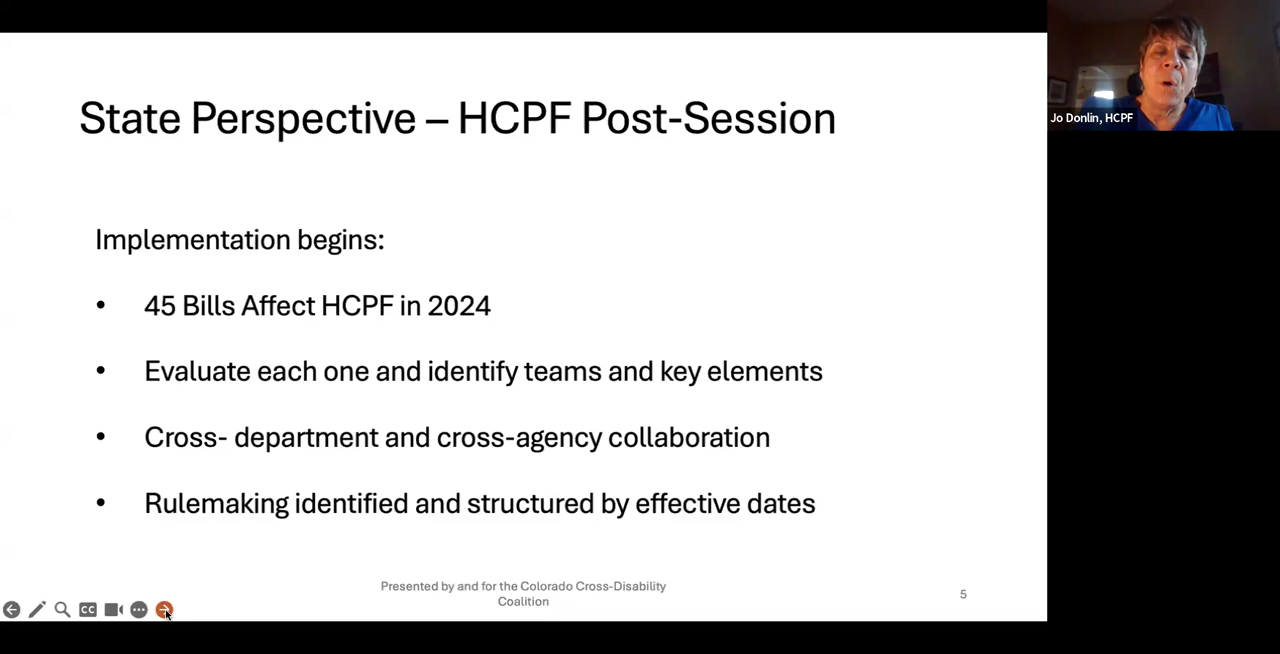 State Perspective – HCPF Post-Session
Jo Donlin, HCPF
Implementation begins:
• 45 Bills Affect HCPF in 2024
• Evaluate each one and identify teams and key elements
• Cross- department and cross-agency collaboration
• Rulemaking identified and structured by effective dates
Presented by and for the Colorado Cross-Disability
Coalition
5
CC